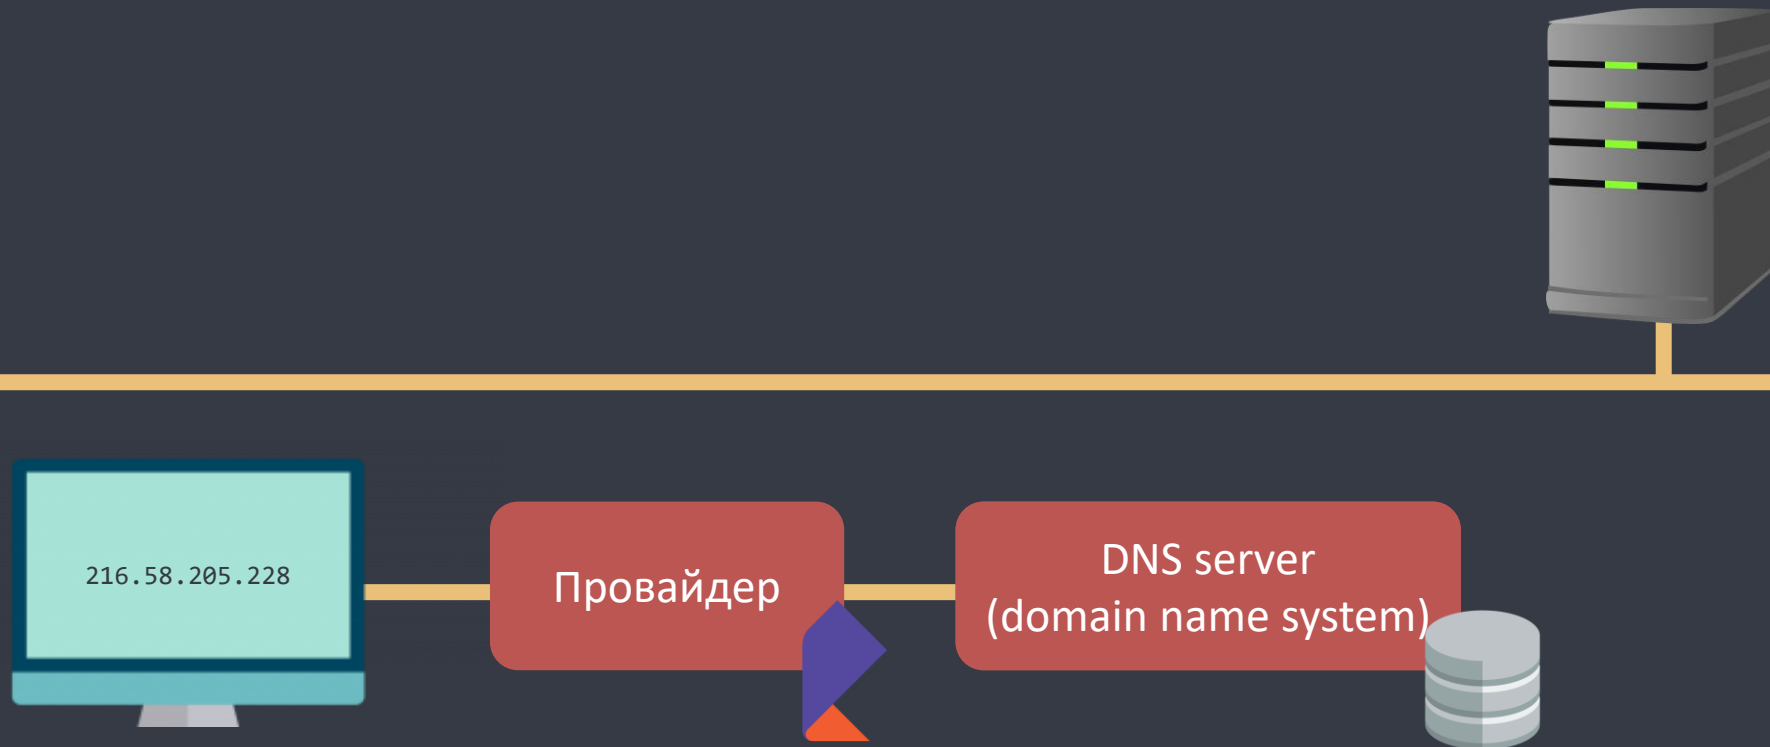 216.58.205.228
Провайдер
DNS server
(domain name system)